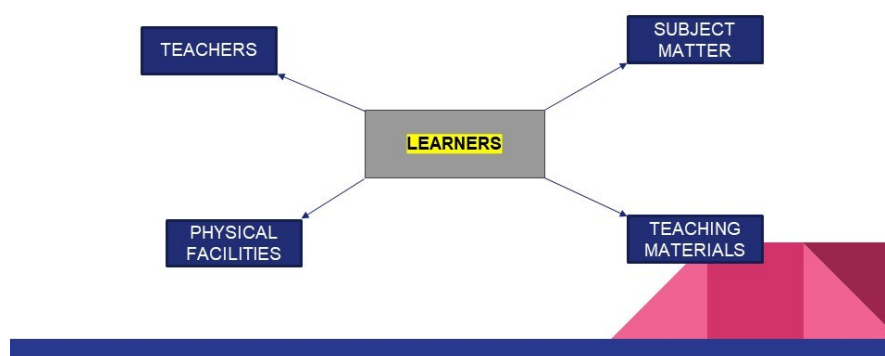 TEACHERS
SUBJECT
MATTER
LEARNERS
PHYSICAL
FACILITIES
TEACHING
MATERIALS